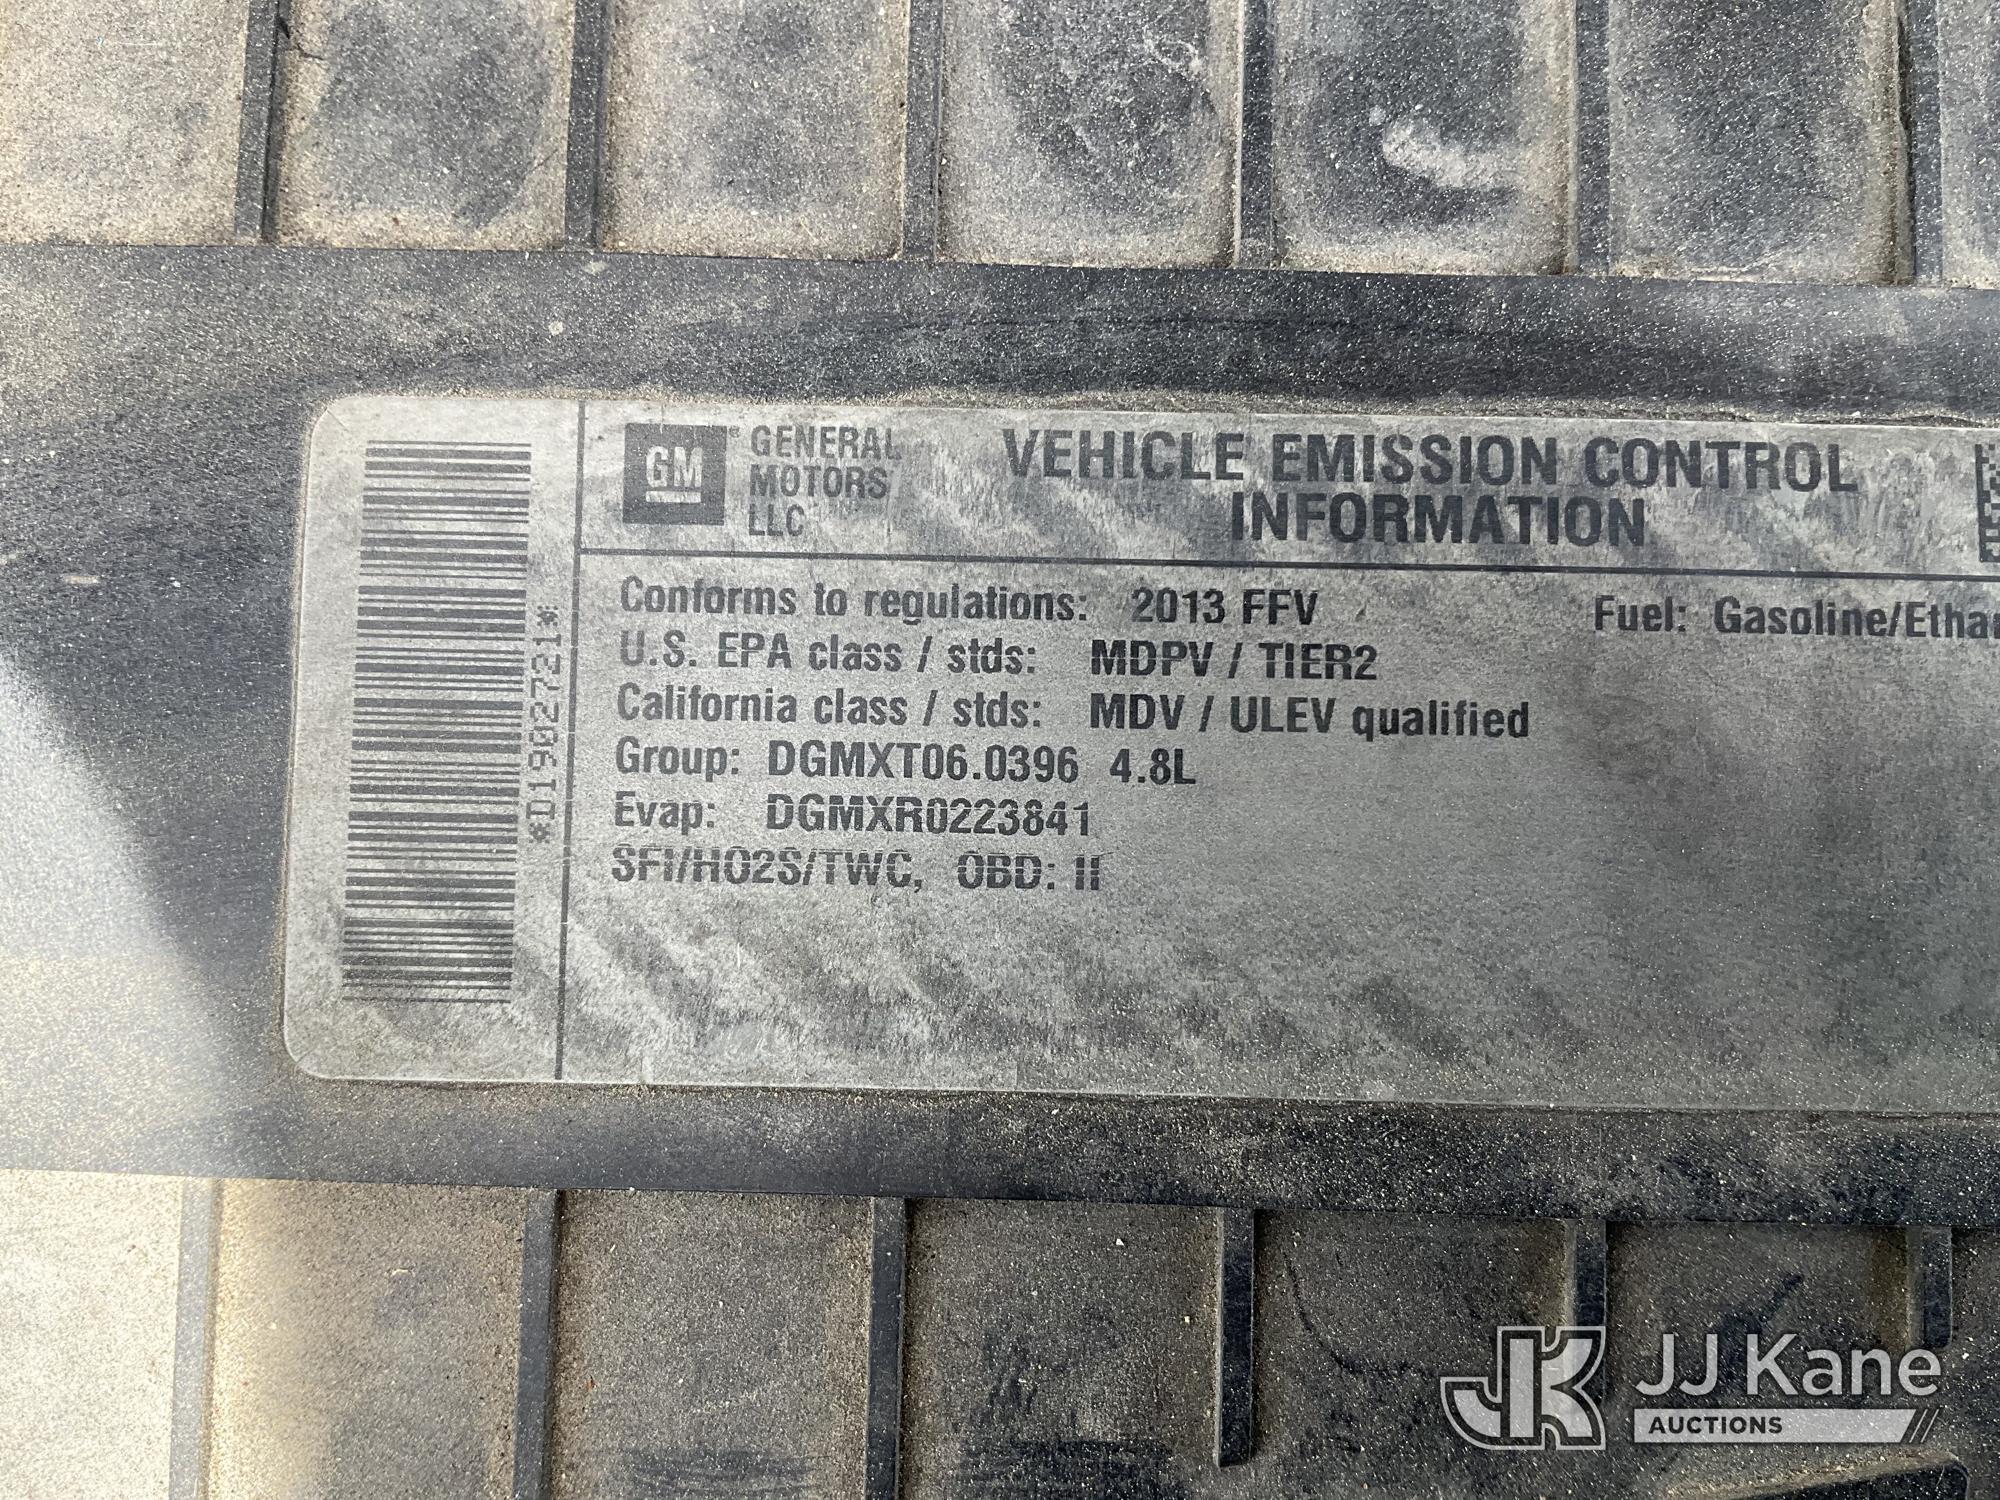 GM
® GENERAL
MOTORS
LLC
VEHICLE EMISSION CONTROL
INFORMATION
Conforms to regulations: 2013 FFV
Fuel: Gasoline/Ethan
U.S. EPA class / stds: MDPV / TIER2
California class / stds: MDV / ULEV qualified
Group: DGMXT06.0396 4.8L
Evap: DGMXR0223841
SFI/HO2S/TWC, OBD: II
*D1902721*
JK JJ Kane
AUCTIONS